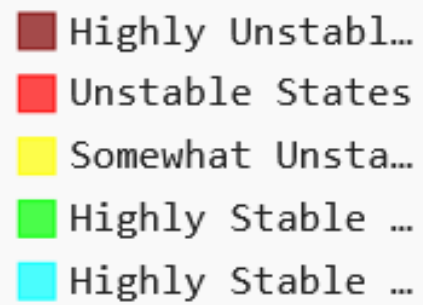 Highly Unstabl…
Unstable States
Somewhat Unsta…
Highly Stable …
Highly Stable …